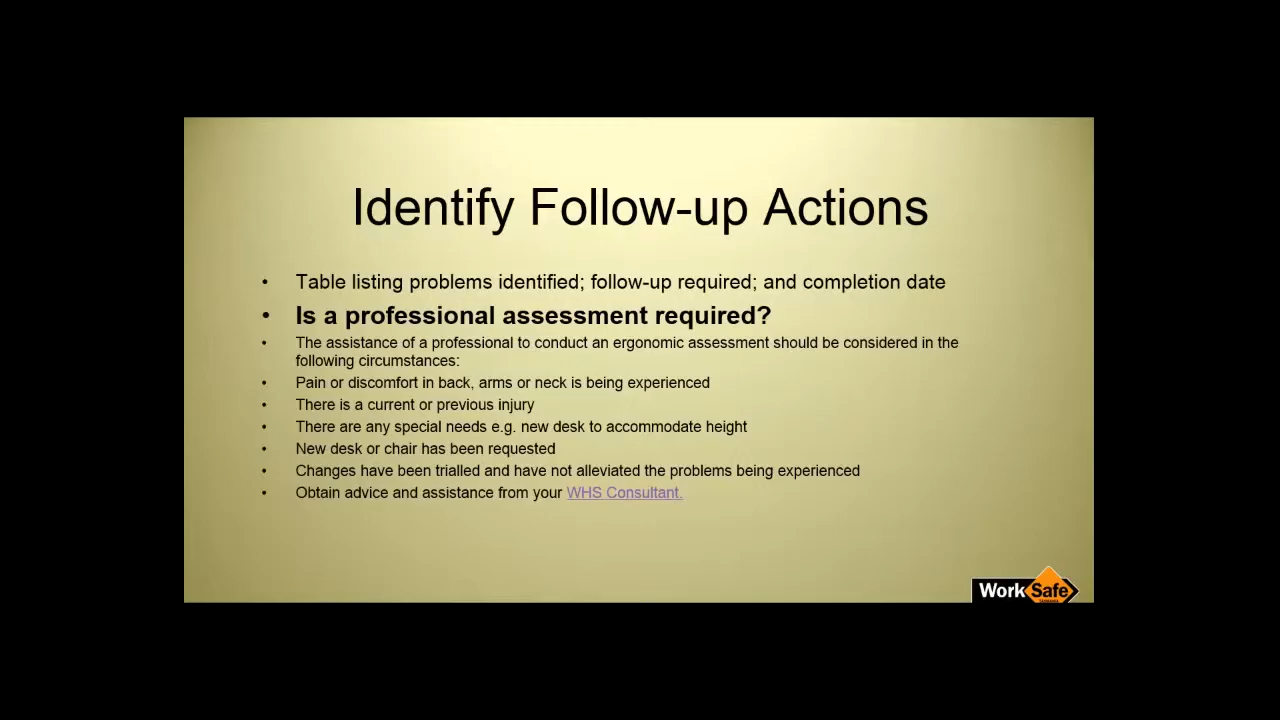 Identify Follow-up Actions
• Table listing problems identified; follow-up required; and completion date
• Is a professional assessment required?
• The assistance of a professional to conduct an ergonomic assessment should be considered in the
following circumstances:
• Pain or discomfort in back, arms or neck is being experienced
• There is a current or previous injury
• There are any special needs e.g. new desk to accommodate height
• New desk or chair has been requested
• Changes have been trialled and have not alleviated the problems being experienced
• Obtain advice and assistance from your WHS Consultant.
WorkSafe